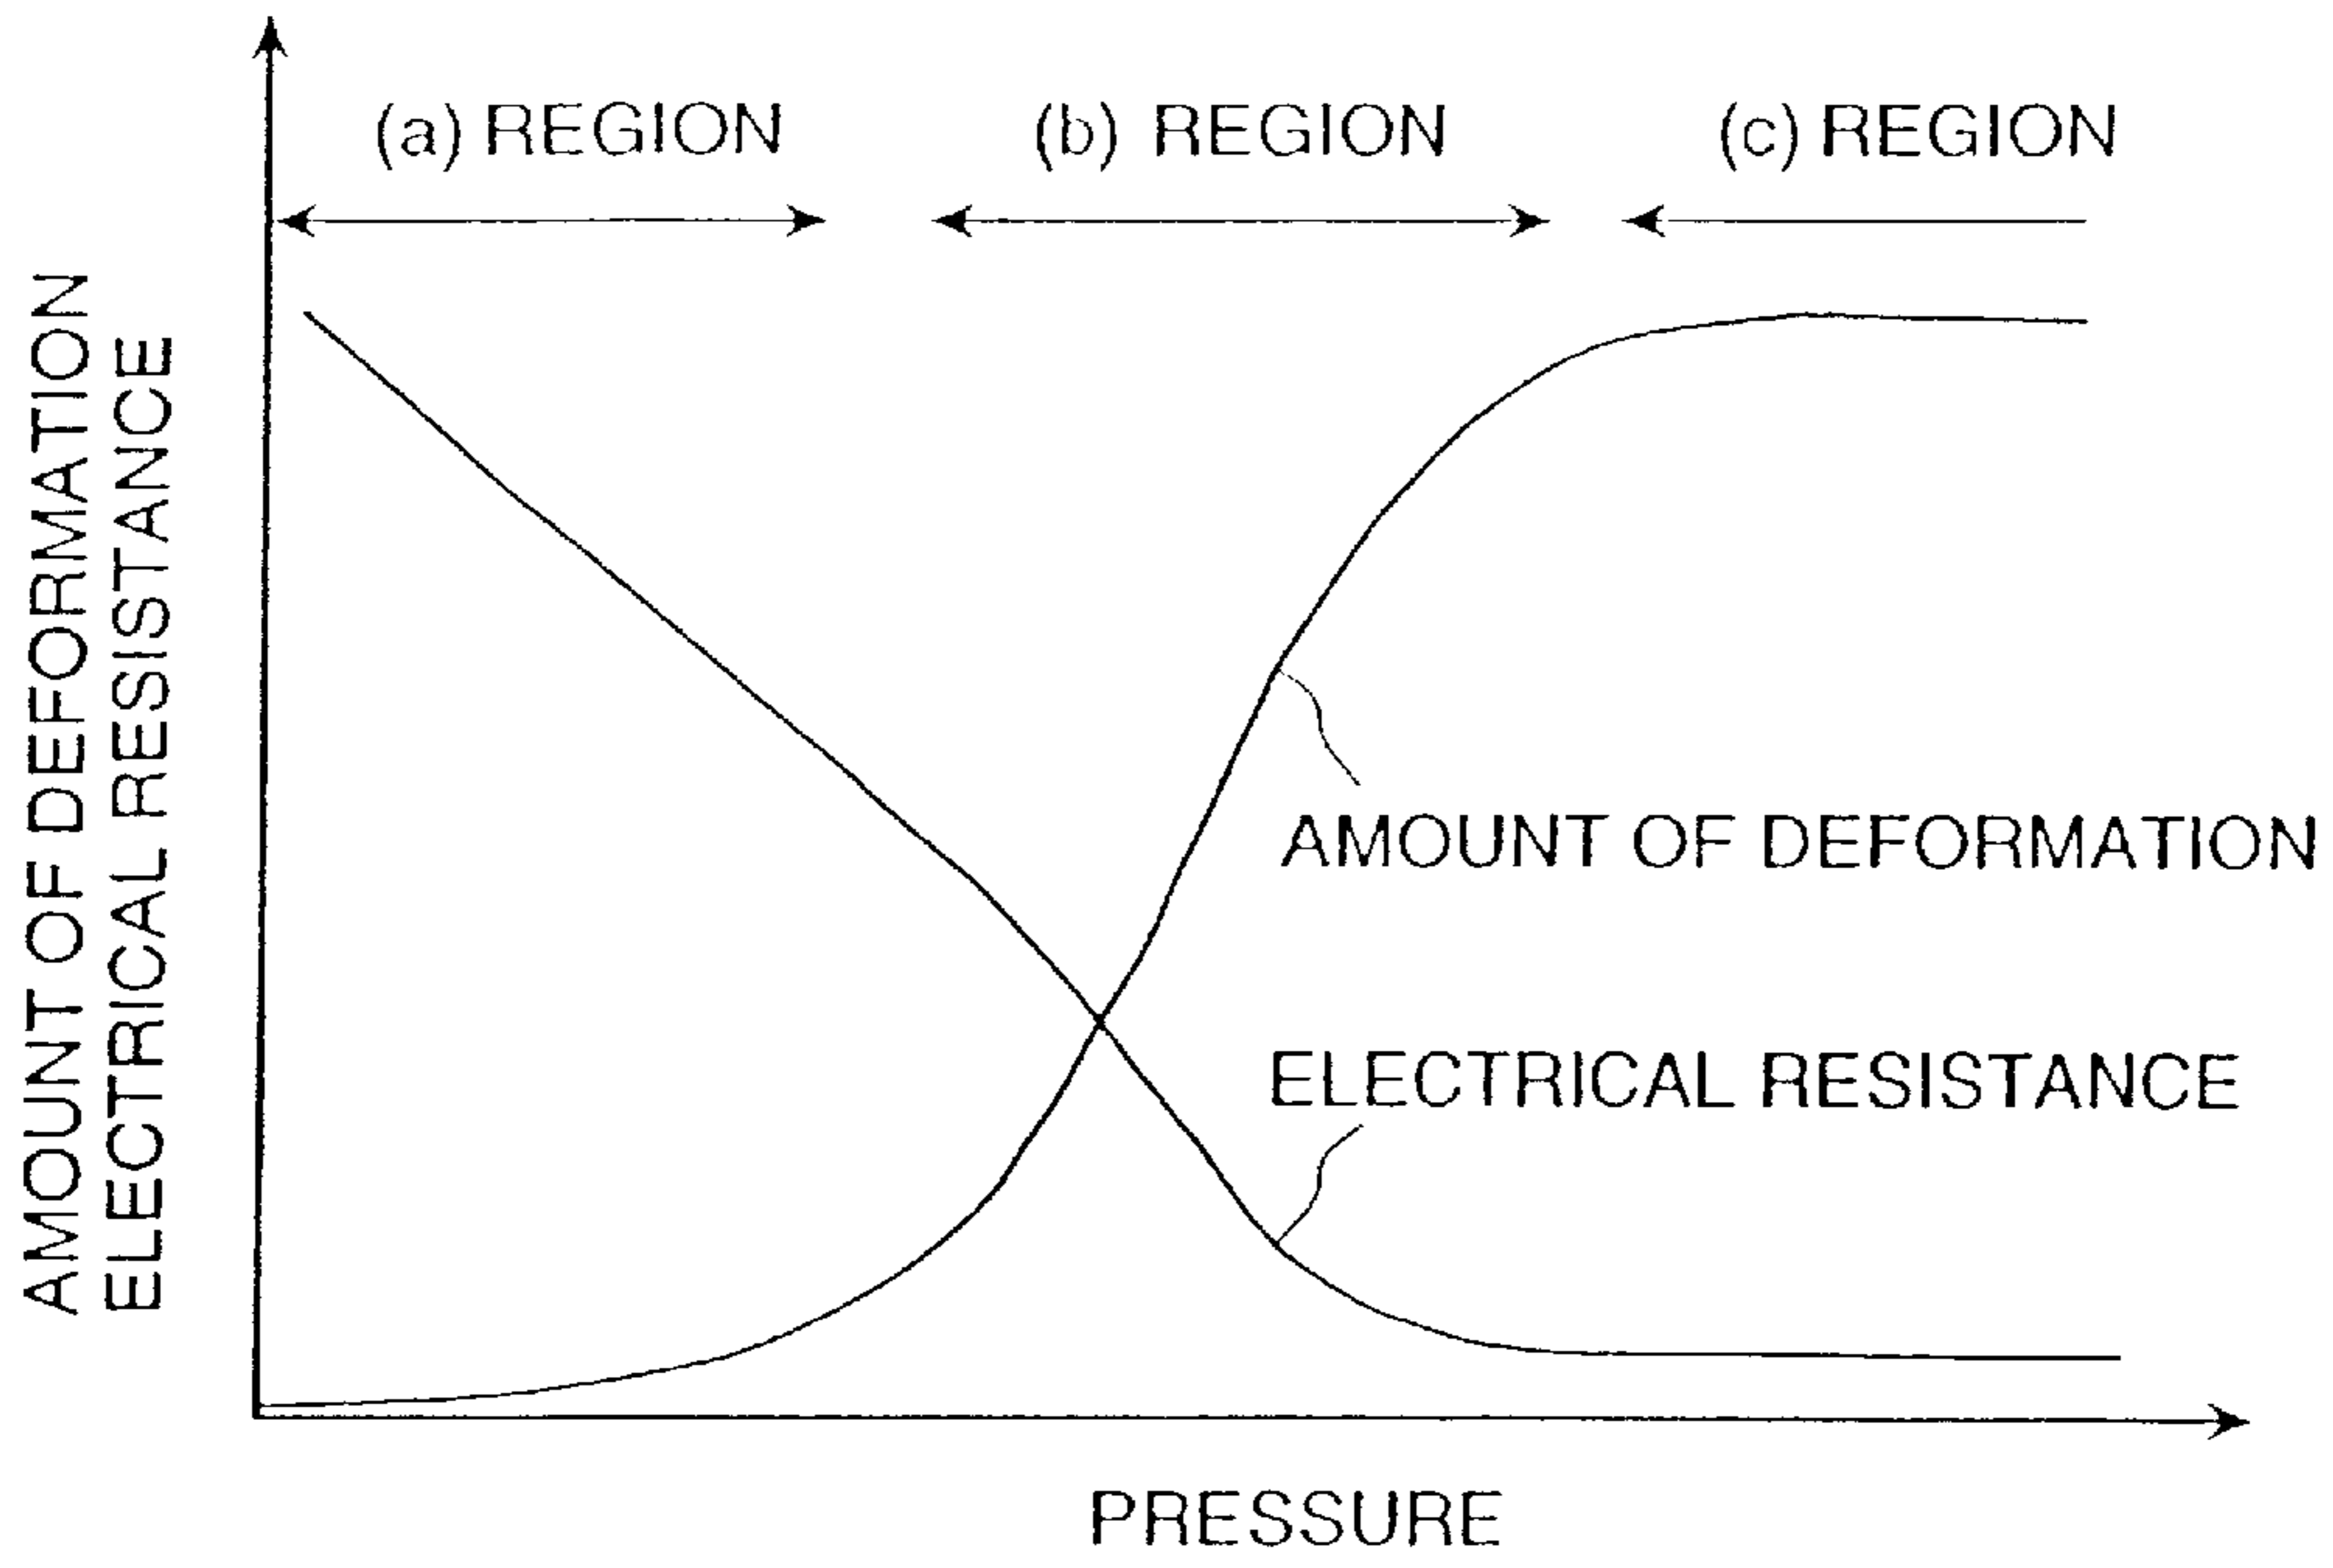 (a) REGION
(b) REGION
(c) REGION
AMOUNT OF DEFORMATION
ELECTRICAL RESISTANCE
AMOUNT OF DEFORMATION
ELECTRICAL RESISTANCE
PRESSURE